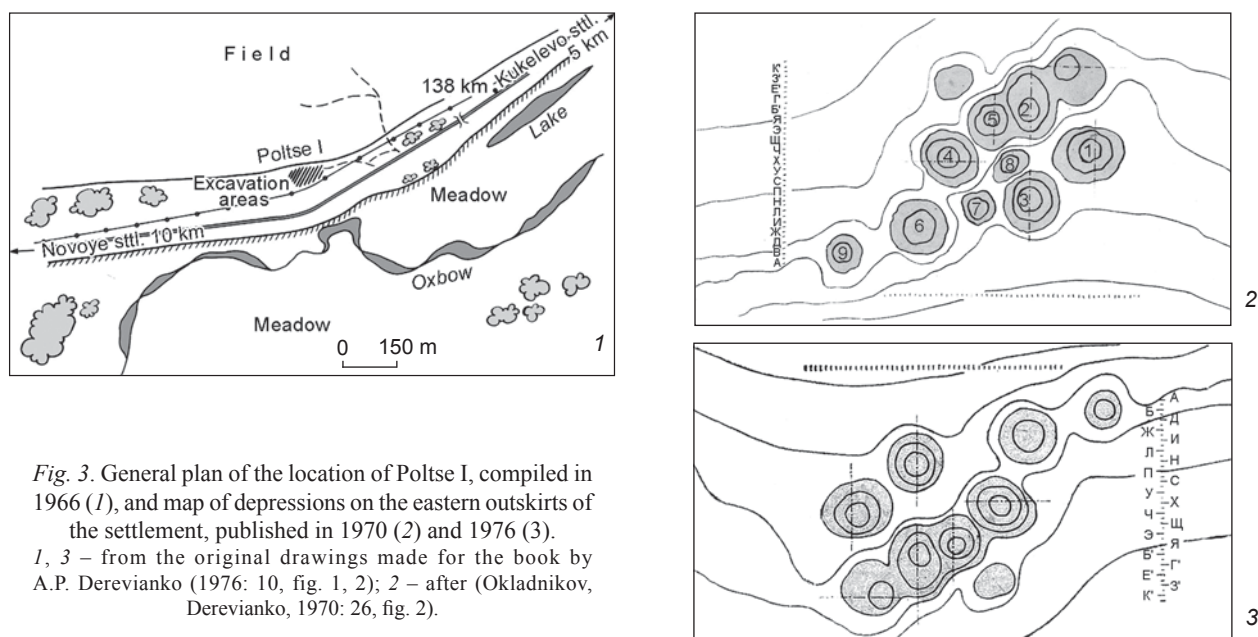 Field
138 km
Kukelevo sttl.
5 km
Lake
Poltse I
Excavation
areas
Meadow
Novoye sttl. 10 km
Oxbow
Meadow
0 150 m
1
К'
З'
Е'
Г'
Б'
Я
Э
Щ
Ч
Х
У
С
П
Н
Л
И
Ж
Д
В
А
2
5
4
8
1
7
3
6
9
2
А
Б
Д
Ж
И
Л
Н
П
С
У
Х
Ч
Щ
Э
Я
Б'
Г'
Е'
З'
К'
3
Fig. 3. General plan of the location of Poltse I, compiled in
1966 (1), and map of depressions on the eastern outskirts of
the settlement, published in 1970 (2) and 1976 (3).
1, 3 – from the original drawings made for the book by
A.P. Derevianko (1976: 10, fig. 1, 2); 2 – after (Okladnikov,
Derevianko, 1970: 26, fig. 2).